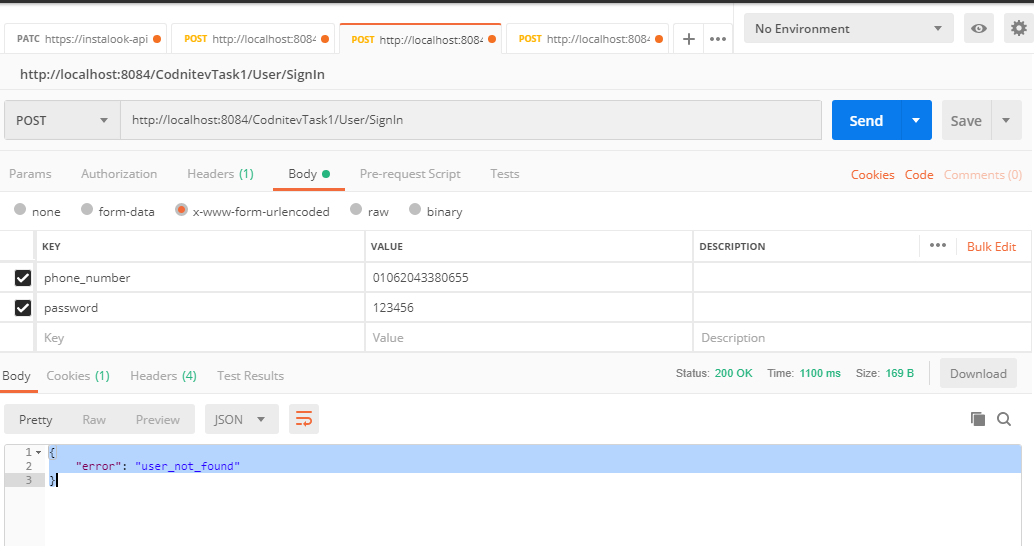 PATC https://instalook-api POST http://localhost:8084 POST http://localhost:8084 POST http://localhost:8084 + ••• No Environment
http://localhost:8084/CodnitevTask1/User/SignIn
POST http://localhost:8084/CodnitevTask1/User/SignIn Send Save
Params Authorization Headers (1) Body Pre-request Script Tests Cookies Code Comments (0)
none form-data x-www-form-urlencoded raw binary
KEY VALUE DESCRIPTION ••• Bulk Edit
phone_number 01062043380655
password 123456
Key Value Description
Body Cookies (1) Headers (4) Test Results Status: 200 OK Time: 1100 ms Size: 169 B Download
Pretty Raw Preview JSON
1 {
2 "error": "user_not_found"
3 }